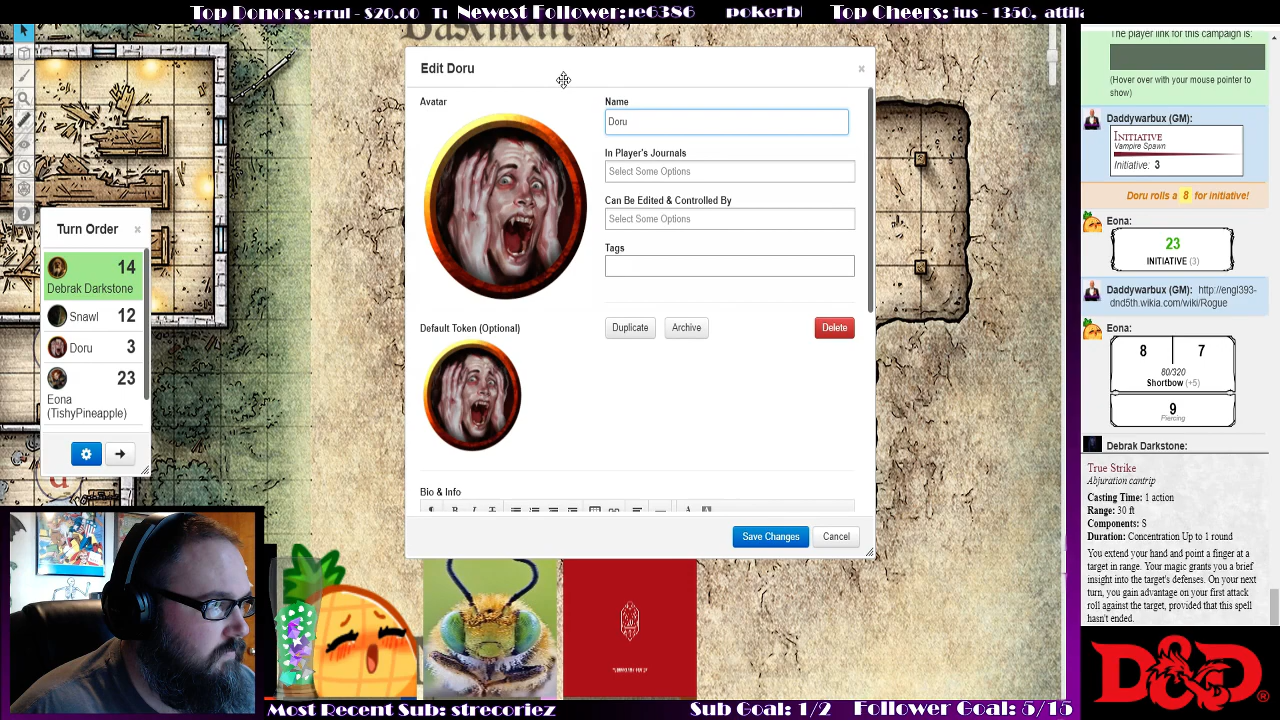 Top Donors: errul - $20.00 Tu Newest Follower: ie6386 pokerb Top Cheers: ius - 1350, attila
Basement
Edit Doru ×
Avatar
Name
Doru
In Player's Journals
Select Some Options
Can Be Edited & Controlled By
Select Some Options
Tags
Duplicate Archive Delete
Default Token (Optional)
Bio & Info
Save Changes Cancel
Turn Order ×
14
Debrak Darkstone
Snawl 12
Doru 3
23
Eona
(TishyPineapple)
The player link for this campaign is:
(Hover over with your mouse pointer to
show)
Daddywarbux (GM):
INITIATIVE
Vampire Spawn
Initiative: 3
Doru rolls a 8 for initiative!
Eona:
23
INITIATIVE (3)
Daddywarbux (GM): http://engl393-
dnd5th.wikia.com/wiki/Rogue
Eona:
8 7
80/320
Shortbow (+5)
9
Piercing
Debrak Darkstone:
True Strike
Abjuration cantrip
Casting Time: 1 action
Range: 30 ft
Components: S
Duration: Concentration Up to 1 round
You extend your hand and point a finger at a
target in range. Your magic grants you a brief
insight into the target's defenses. On your next
turn, you gain advantage on your first attack
roll against the target, provided that this spell
hasn't ended.
D&D®
Most Recent Sub: strecoriez Sub Goal: 1/2 Follower Goal: 5/15